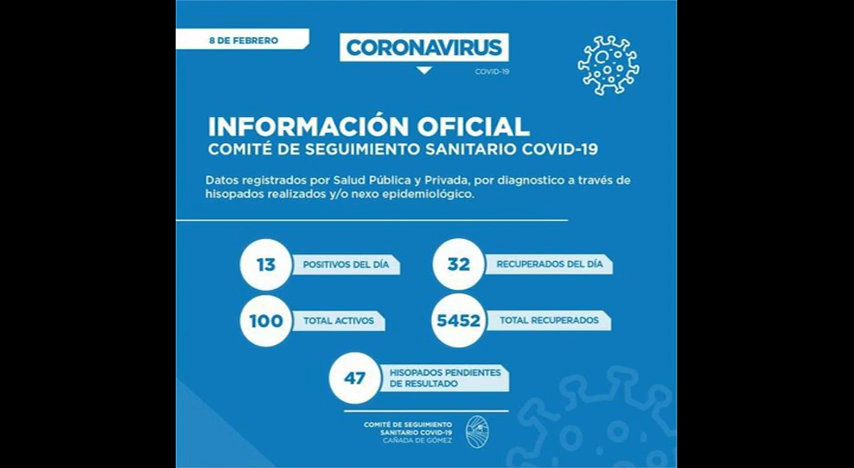 8 DE FEBRERO
CORONAVIRUS
COVID-19
INFORMACIÓN OFICIAL
COMITÉ DE SEGUIMIENTO SANITARIO COVID-19
Datos registrados por Salud Pública y Privada, por diagnostico a través de
hisopados realizados y/o nexo epidemiológico.
13 POSITIVOS DEL DÍA
32 RECUPERADOS DEL DÍA
100 TOTAL ACTIVOS
5452 TOTAL RECUPERADOS
47 HISOPADOS PENDIENTES
DE RESULTADO
COMITÉ DE SEGUIMIENTO
SANITARIO COVID-19
CAÑADA DE GÓMEZ